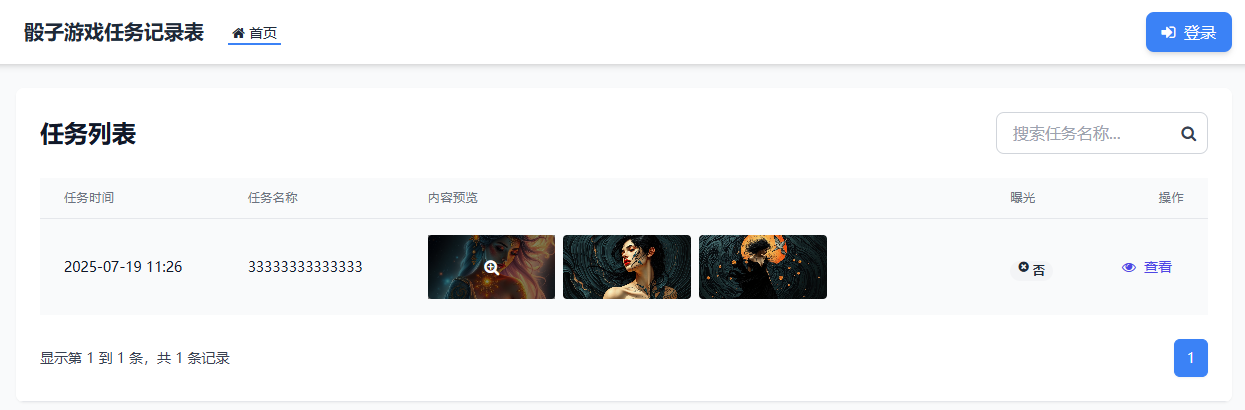 骰子游戏任务记录表
首页
登录
任务列表
搜索任务名称...
任务时间 任务名称 内容预览 曝光 操作
2025-07-19 11:26 33333333333333 否 查看
显示第 1 到 1 条，共 1 条记录
1